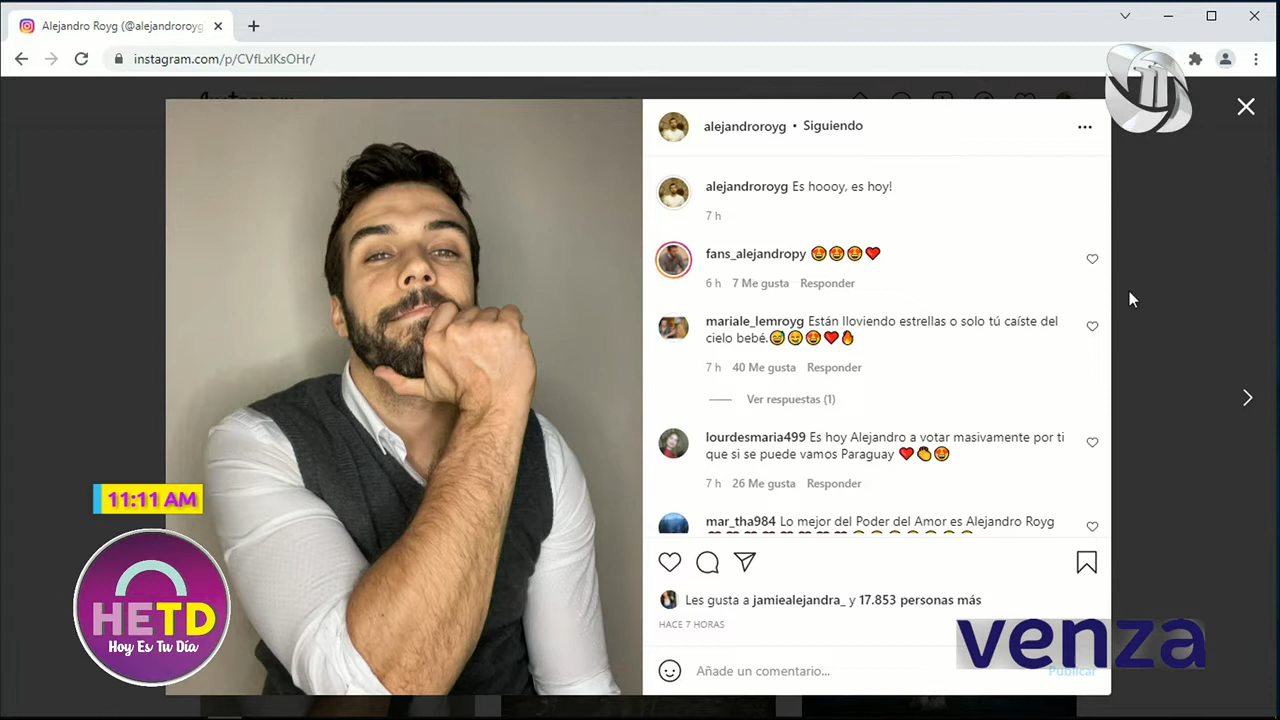 Alejandro Royg (@alejandroroyg
instagram.com/p/CVfLxlKsOHr/
alejandroroyg • Siguiendo
alejandroroyg Es hoooy, es hoy!
7 h
fans_alejandropy 🤩🤩🤩❤️
6 h 7 Me gusta Responder
mariale_lemroyg Están lloviendo estrellas o solo tú caíste del
cielo bebé.😅😊🤩❤️🔥
7 h 40 Me gusta Responder
Ver respuestas (1)
lourdesmaria499 Es hoy Alejandro a votar masivamente por ti
que si se puede vamos Paraguay ❤️👏🤩
7 h 26 Me gusta Responder
mar_tha984 Lo mejor del Poder del Amor es Alejandro Royg
Les gusta a jamiealejandra_ y 17.853 personas más
HACE 7 HORAS
Añade un comentario...
Publicar
11:11 AM
HETD
Hoy Es Tu Día
venza